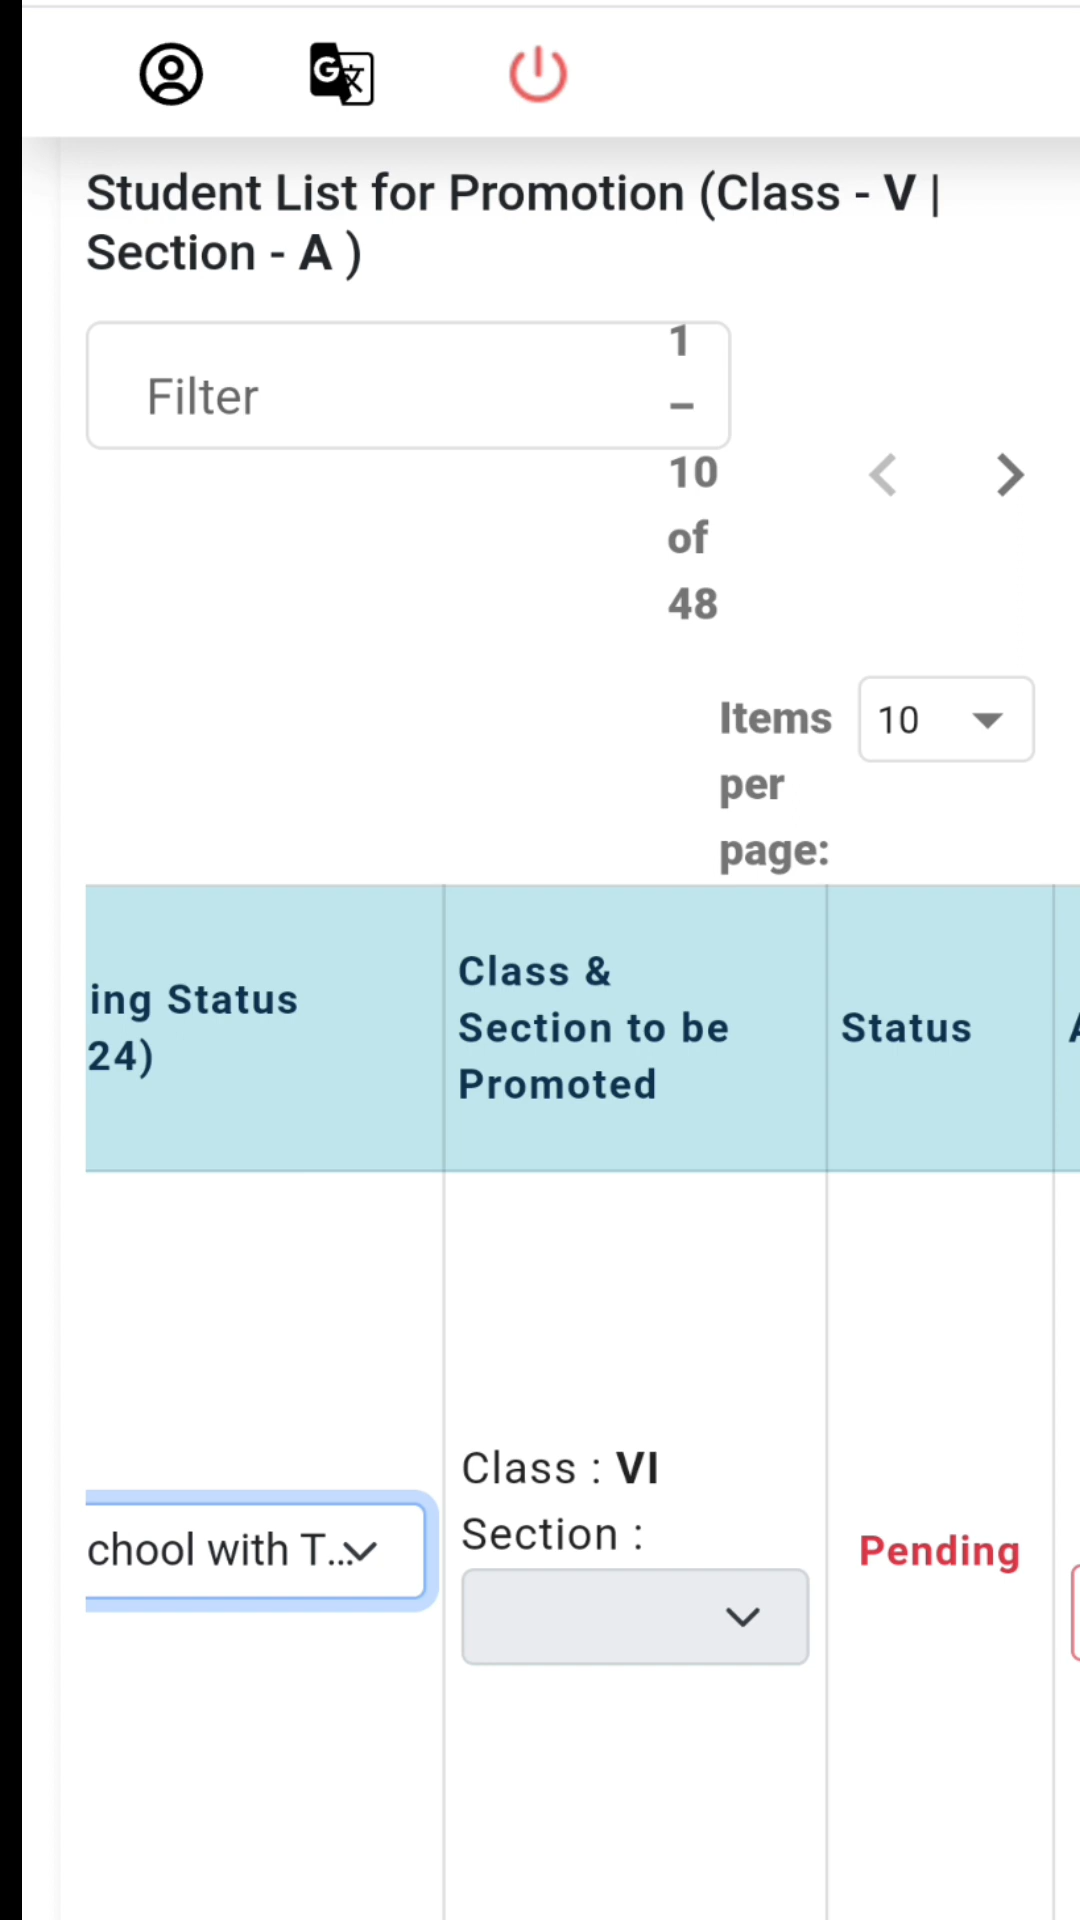 Student List for Promotion (Class - V |
Section - A )
Filter
1
–
10
of
48
Items
per
page:
10
ing Status
24)
Class &
Section to be
Promoted
Status
A
chool with T...
Class : VI
Section :
Pending